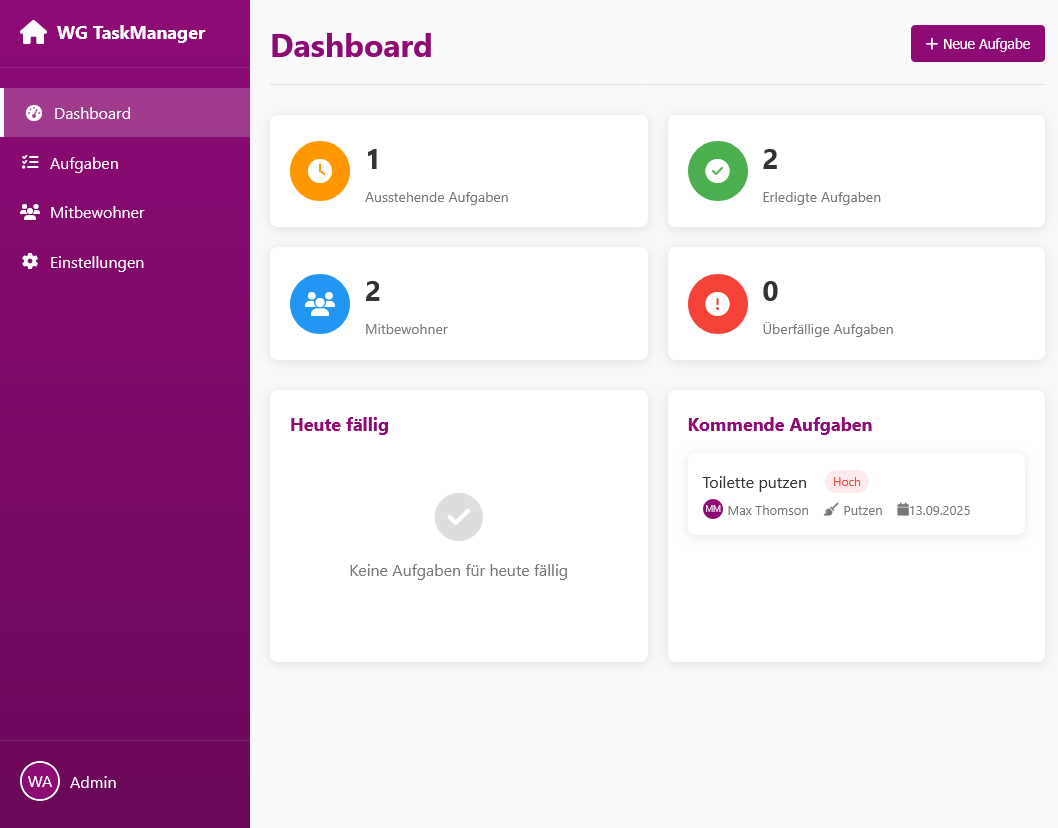 WG TaskManager
Dashboard
Aufgaben
Mitbewohner
Einstellungen
WA Admin
Dashboard
Neue Aufgabe
1
Ausstehende Aufgaben
2
Erledigte Aufgaben
2
Mitbewohner
0
Überfällige Aufgaben
Heute fällig
Keine Aufgaben für heute fällig
Kommende Aufgaben
Toilette putzen Hoch
MM Max Thomson Putzen 13.09.2025